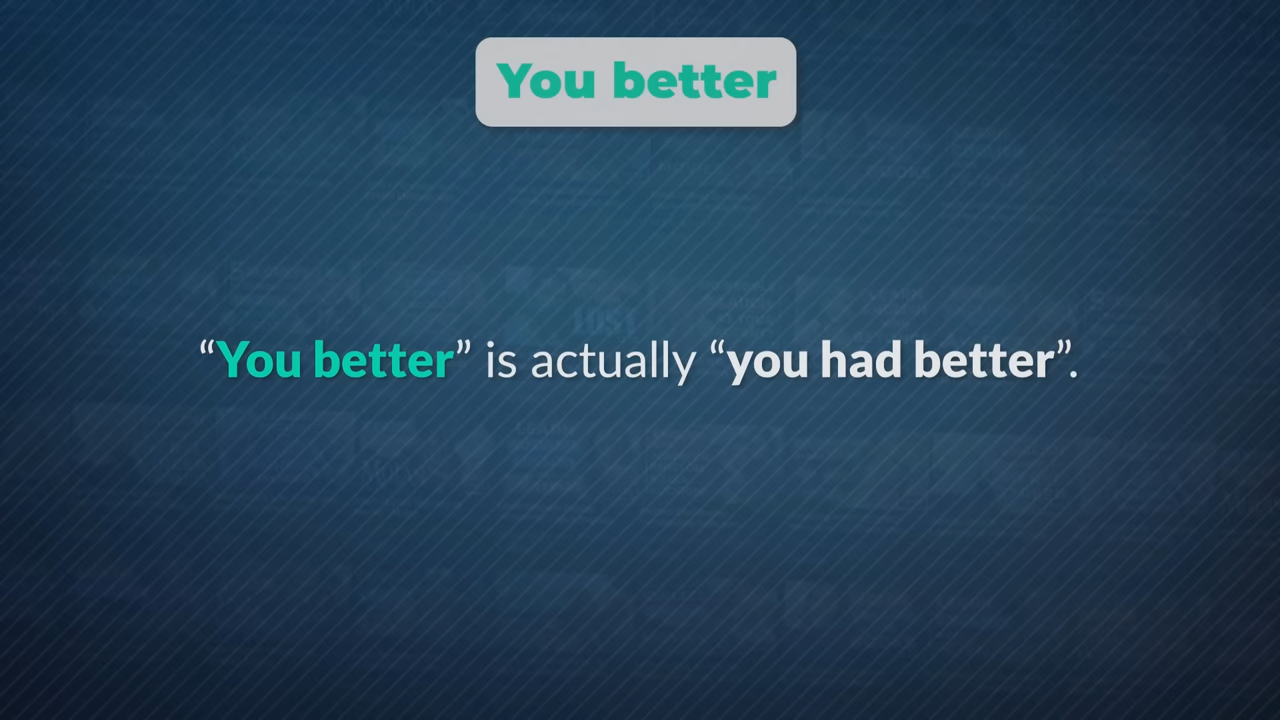 You better
“You better” is actually “you had better”.